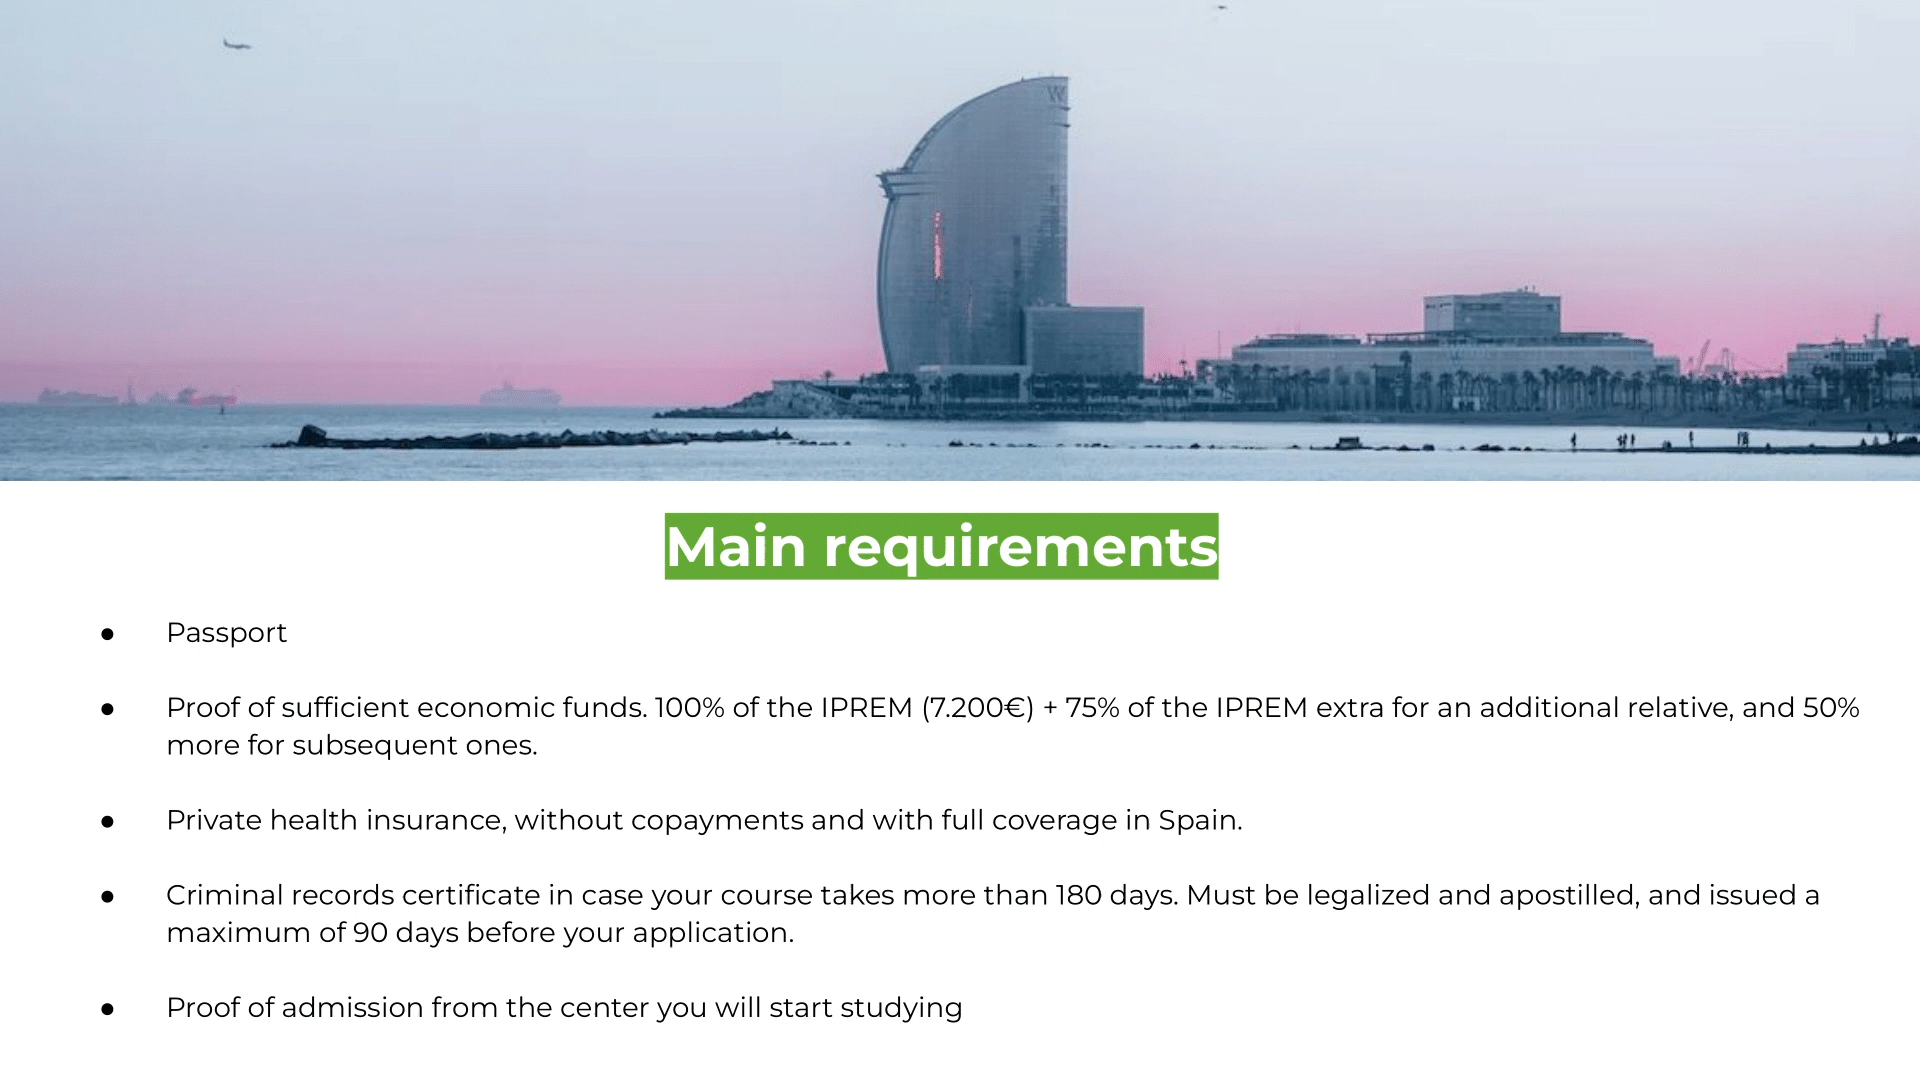 W
Main requirements
● Passport
● Proof of sufficient economic funds. 100% of the IPREM (7.200€) + 75% of the IPREM extra for an additional relative, and 50%
more for subsequent ones.
● Private health insurance, without copayments and with full coverage in Spain.
● Criminal records certificate in case your course takes more than 180 days. Must be legalized and apostilled, and issued a
maximum of 90 days before your application.
● Proof of admission from the center you will start studying